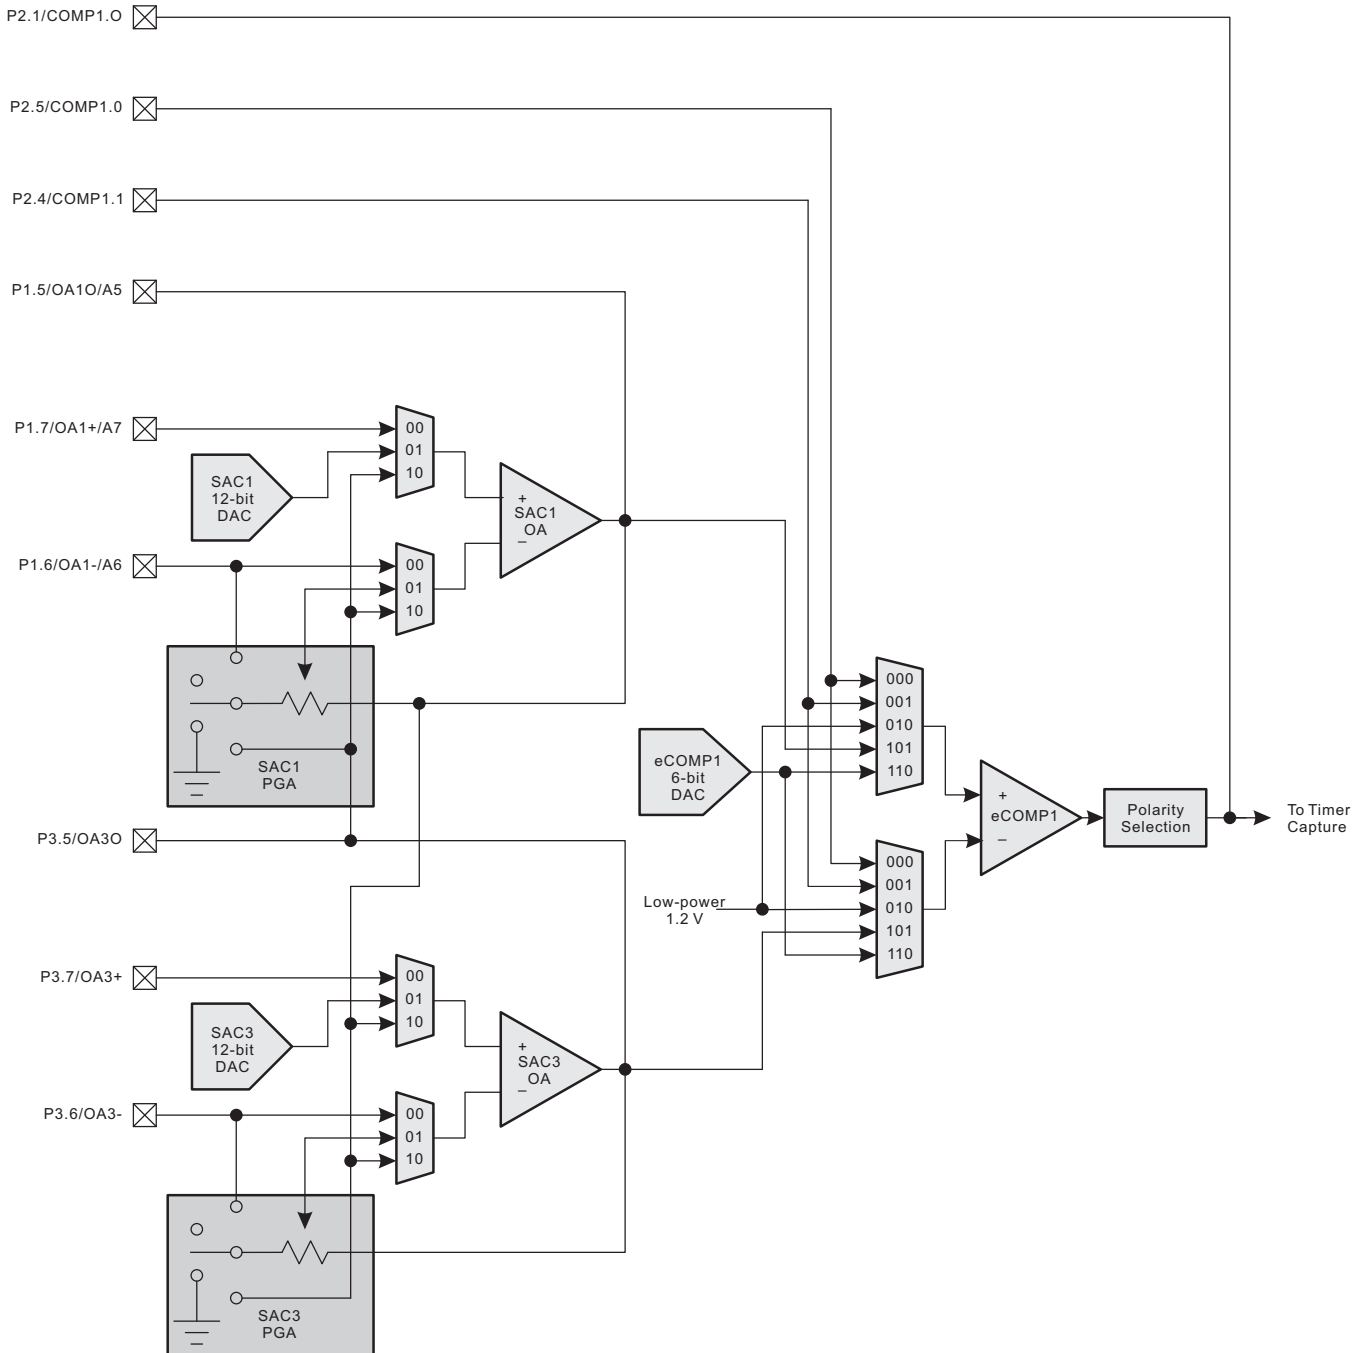 P2.1/COMP1.O
P2.5/COMP1.0
P2.4/COMP1.1
P1.5/OA1O/A5
P1.7/OA1+/A7
00
01
10
SAC1
12-bit
DAC
+
SAC1
OA
–
P1.6/OA1-/A6
00
01
10
SAC1
PGA
000
001
010
101
110
eCOMP1
6-bit
DAC
+
eCOMP1
–
Polarity
Selection
To Timer
Capture
P3.5/OA3O
000
001
010
101
110
Low-power
1.2 V
P3.7/OA3+
00
01
10
SAC3
12-bit
DAC
+
SAC3
OA
–
P3.6/OA3-
00
01
10
SAC3
PGA